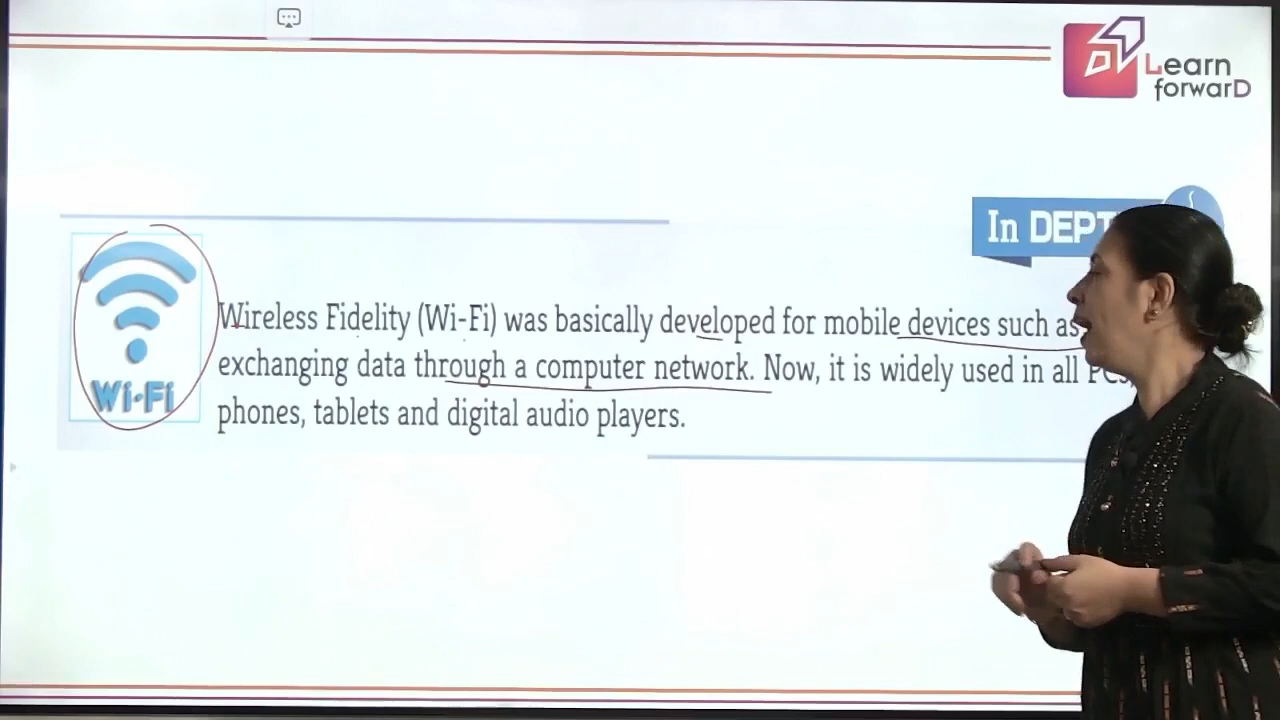 Learn
forwarD
In DEPT
Wi-Fi
Wireless Fidelity (Wi-Fi) was basically developed for mobile devices such as
exchanging data through a computer network. Now, it is widely used in all PCs,
phones, tablets and digital audio players.